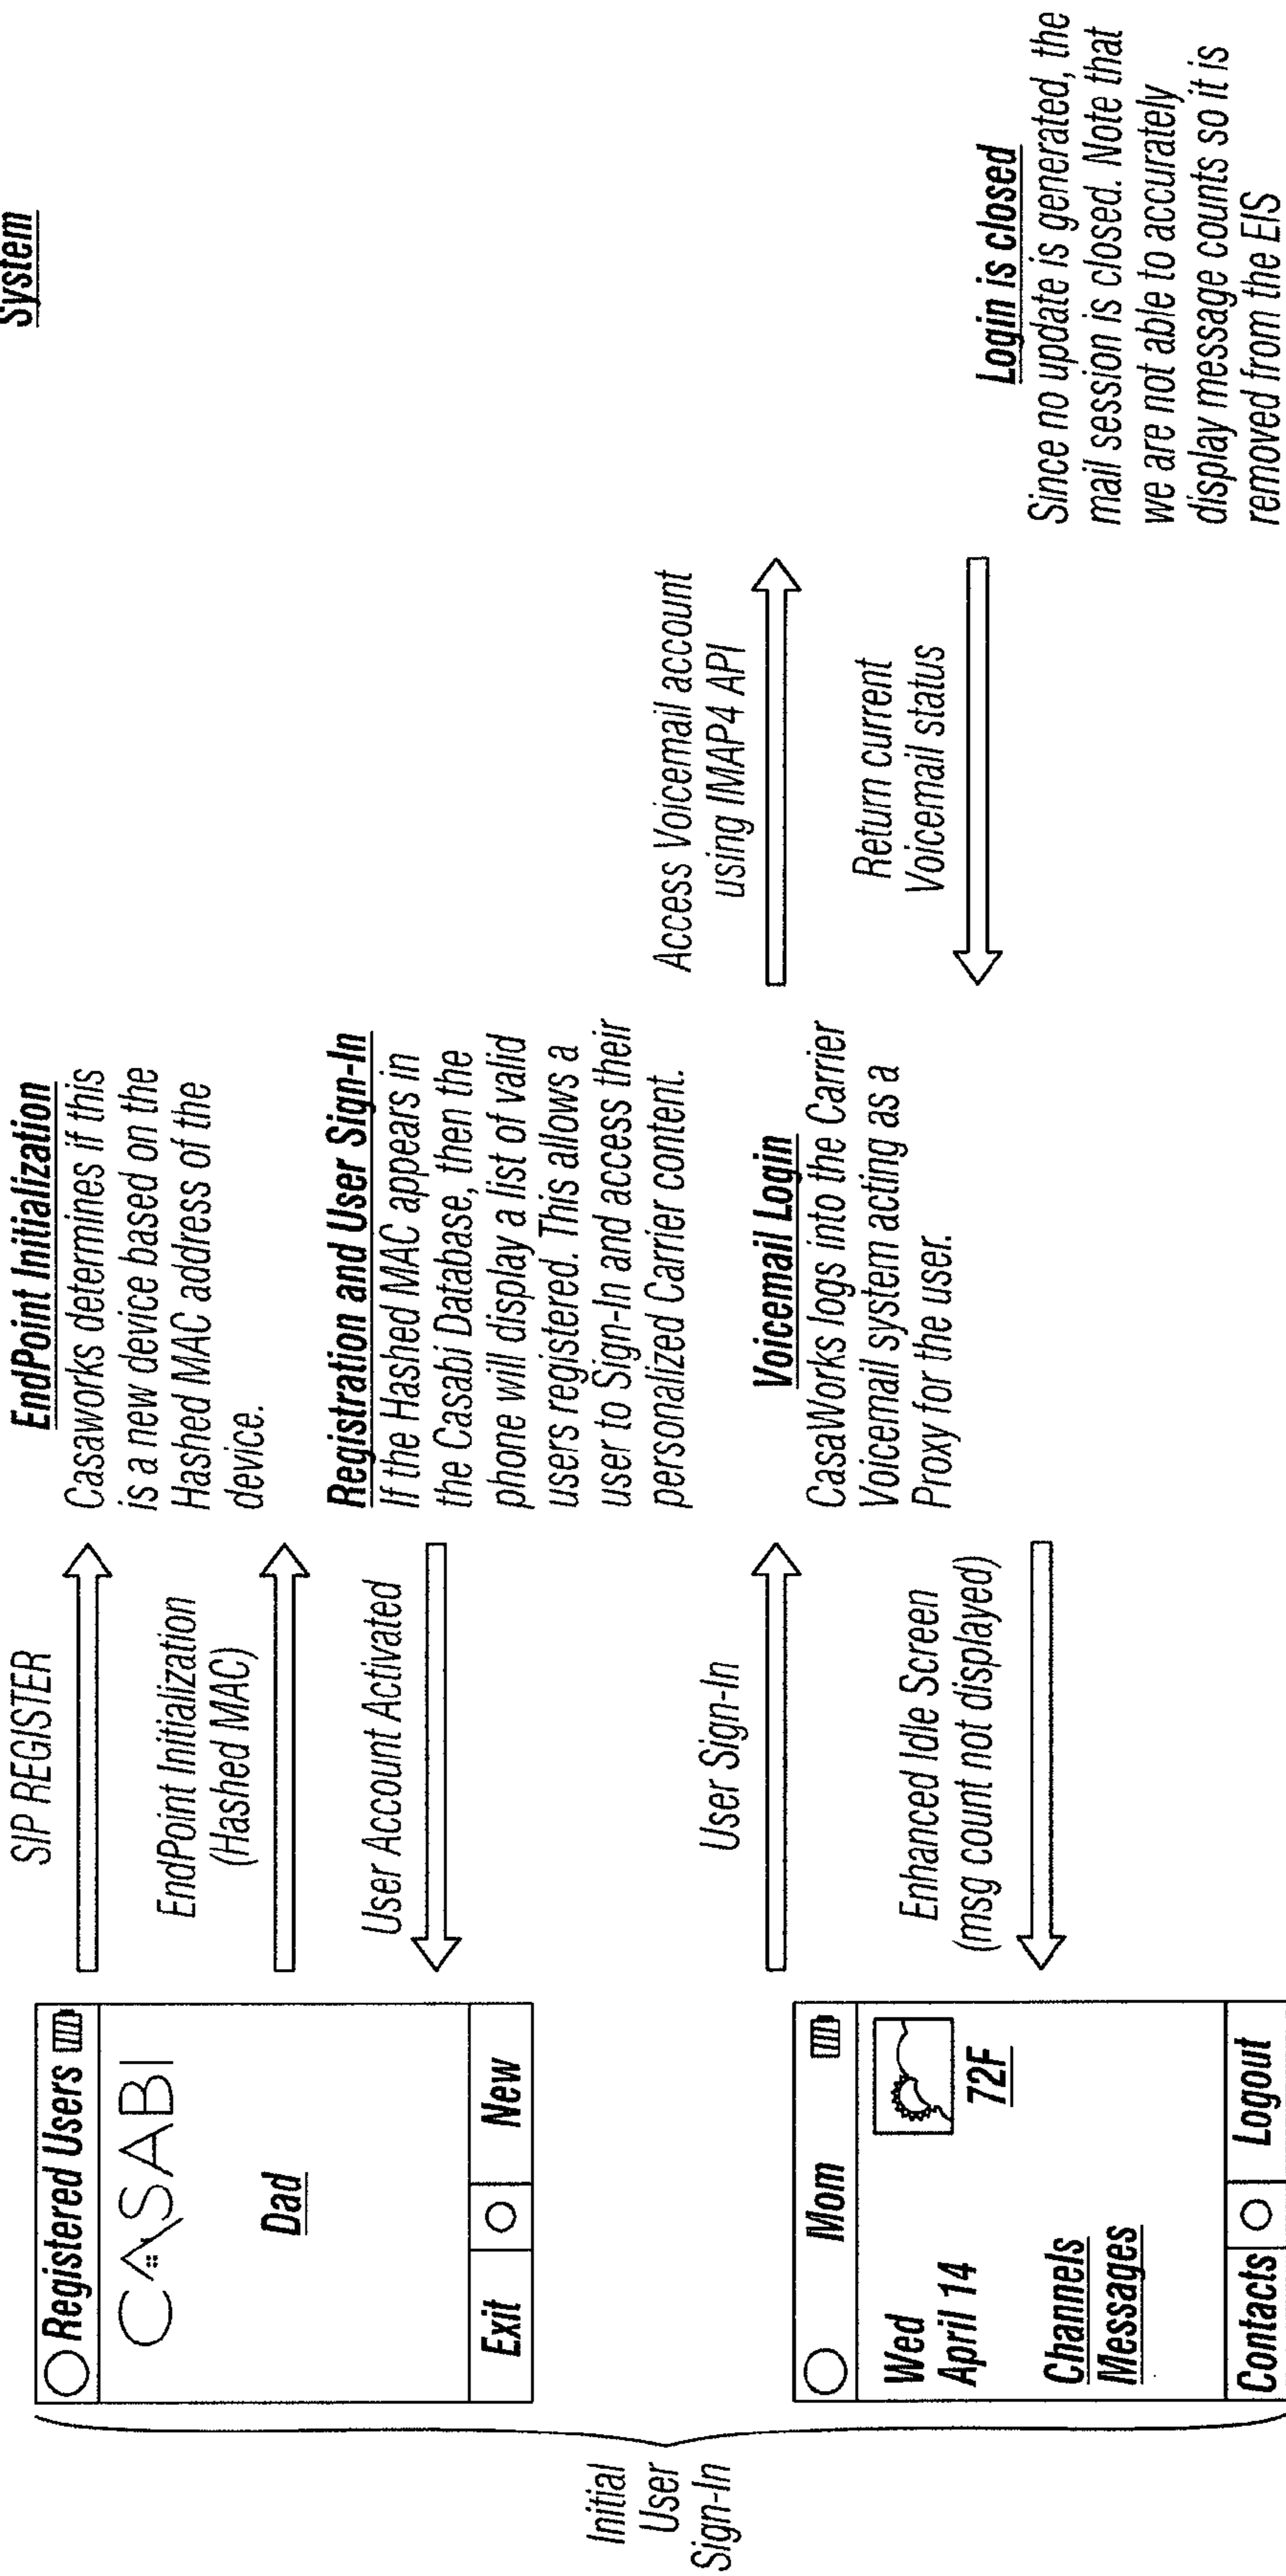 System
SIP REGISTER
EndPoint Initialization
Casaworks determines if this
is a new device based on the
Hashed MAC address of the
device.
Registered Users
CASABI
Dad
Exit
New
EndPoint Initialization
(Hashed MAC)
User Account Activated
Registration and User Sign-In
If the Hashed MAC appears in
the Casabi Database, then the
phone will display a list of valid
users registered. This allows a
user to Sign-In and access their
personalized Carrier content.
Initial
User
Sign-In
User Sign-In
Access Voicemail account
using IMAP4 API
Voicemail Login
CasaWorks logs into the Carrier
Voicemail system acting as a
Proxy for the user.
Return current
Voicemail status
Enhanced Idle Screen
(msg count not displayed)
Mom
Wed
April 14
72F
Channels
Messages
Contacts
Logout
Login is closed
Since no update is generated, the
mail session is closed. Note that
we are not able to accurately
display message counts so it is
removed from the EIS